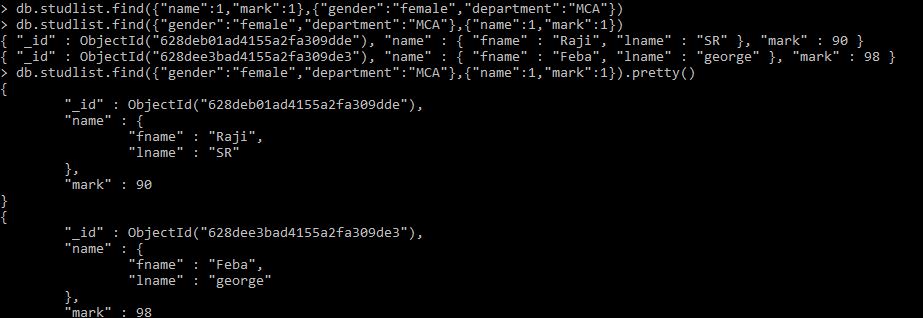 > db.studlist.find({"name":1,"mark":1},{"gender":"female","department":"MCA"})
> db.studlist.find({"gender":"female","department":"MCA"},{"name":1,"mark":1})
{ "_id" : ObjectId("628deb01ad4155a2fa309dde"), "name" : { "fname" : "Raji", "lname" : "SR" }, "mark" : 90 }
{ "_id" : ObjectId("628dee3bad4155a2fa309de3"), "name" : { "fname" : "Feba", "lname" : "george" }, "mark" : 98 }
> db.studlist.find({"gender":"female","department":"MCA"},{"name":1,"mark":1}).pretty()
{
        "_id" : ObjectId("628deb01ad4155a2fa309dde"),
        "name" : {
                "fname" : "Raji",
                "lname" : "SR"
        },
        "mark" : 90
}
{
        "_id" : ObjectId("628dee3bad4155a2fa309de3"),
        "name" : {
                "fname" : "Feba",
                "lname" : "george"
        },
        "mark" : 98